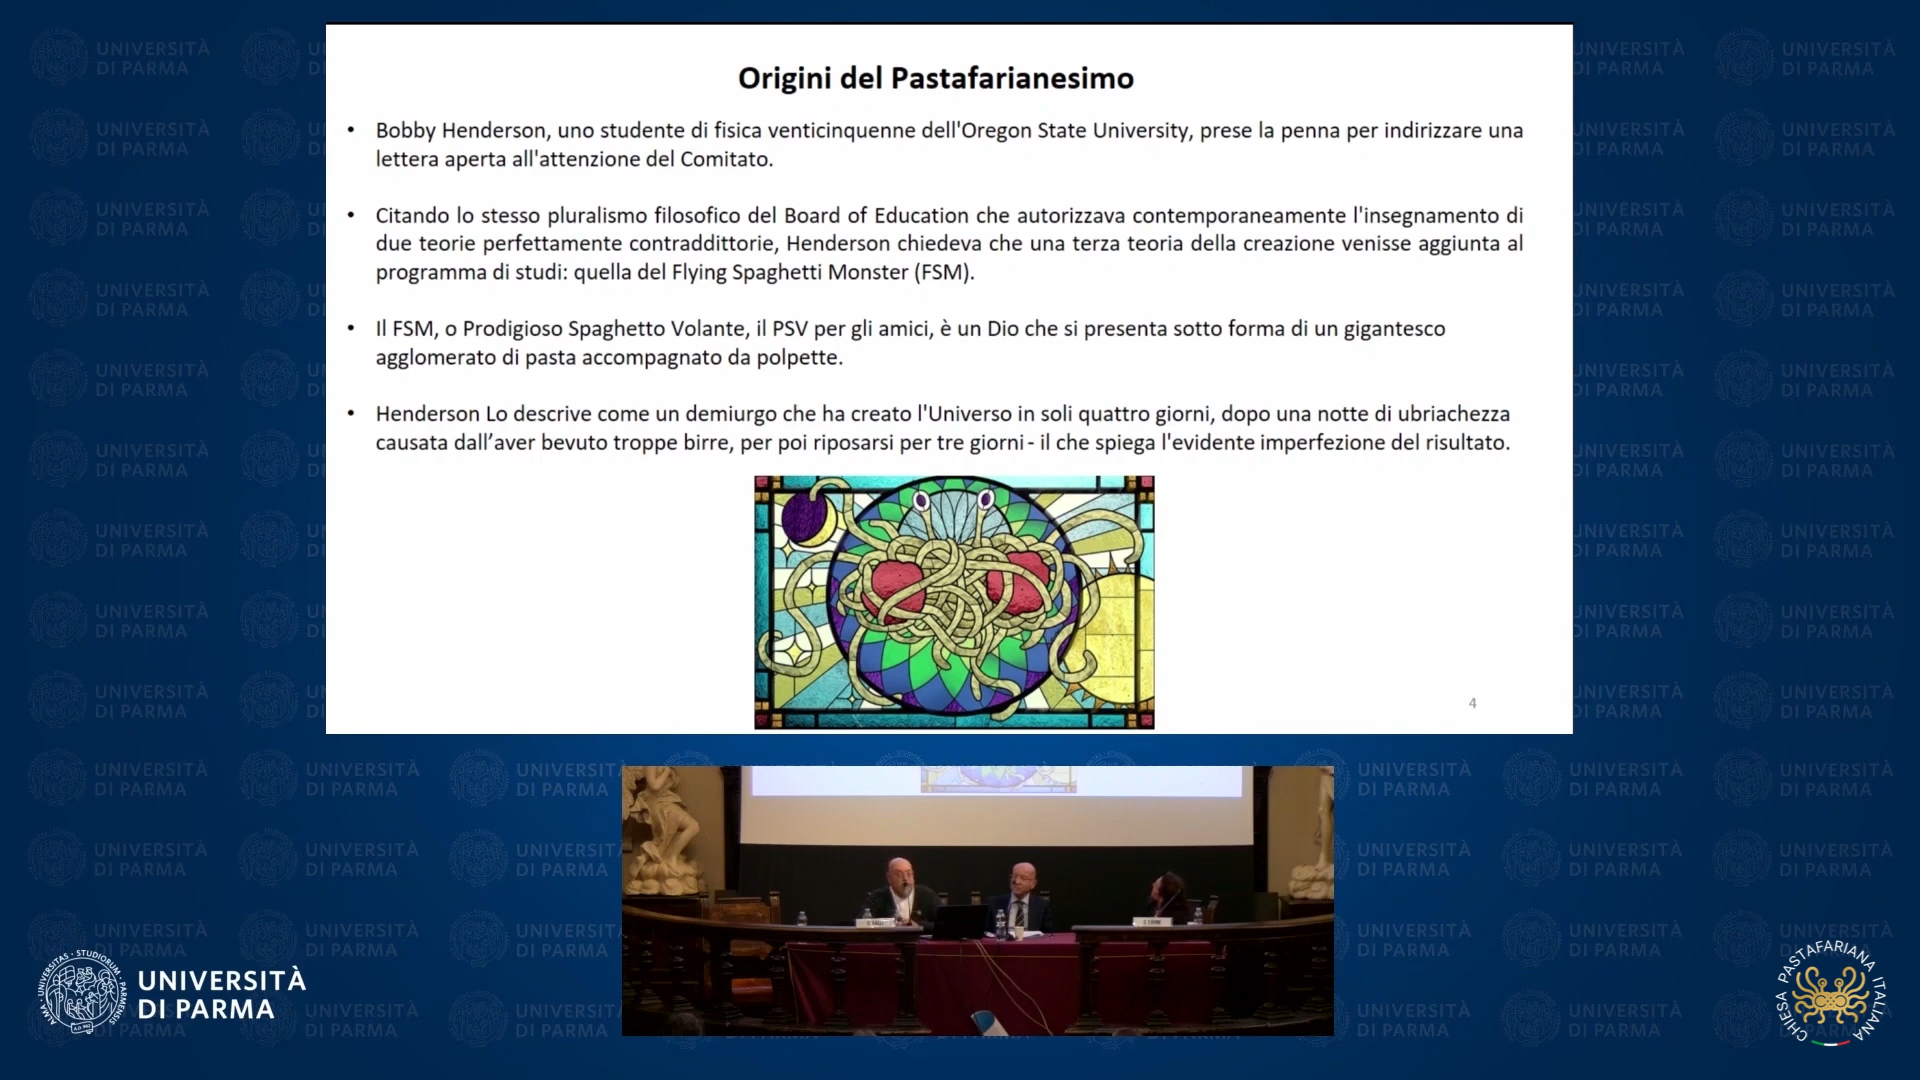 Origini del Pastafarianesimo
• Bobby Henderson, uno studente di fisica venticinquenne dell'Oregon State University, prese la penna per indirizzare una
lettera aperta all'attenzione del Comitato.
• Citando lo stesso pluralismo filosofico del Board of Education che autorizzava contemporaneamente l'insegnamento di
due teorie perfettamente contraddittorie, Henderson chiedeva che una terza teoria della creazione venisse aggiunta al
programma di studi: quella del Flying Spaghetti Monster (FSM).
• Il FSM, o Prodigioso Spaghetto Volante, il PSV per gli amici, è un Dio che si presenta sotto forma di un gigantesco
agglomerato di pasta accompagnato da polpette.
• Henderson Lo descrive come un demiurgo che ha creato l'Universo in soli quattro giorni, dopo una notte di ubriachezza
causata dall’aver bevuto troppe birre, per poi riposarsi per tre giorni - il che spiega l'evidente imperfezione del risultato.
4
UNIVERSITÀ
DI PARMA
CHIESA PASTAFARIANA ITALIANA